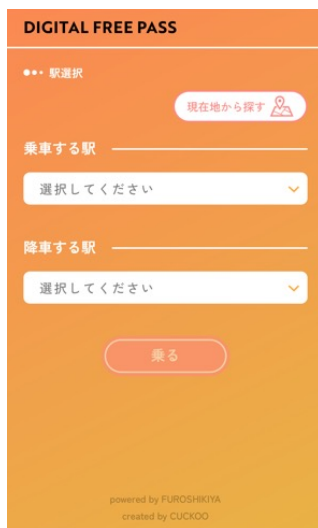 DIGITAL FREE PASS
駅選択
現在地から探す
乗車する駅
選択してください
降車する駅
選択してください
乗る
powered by FUROSHIKIYA
created by CUCKOO